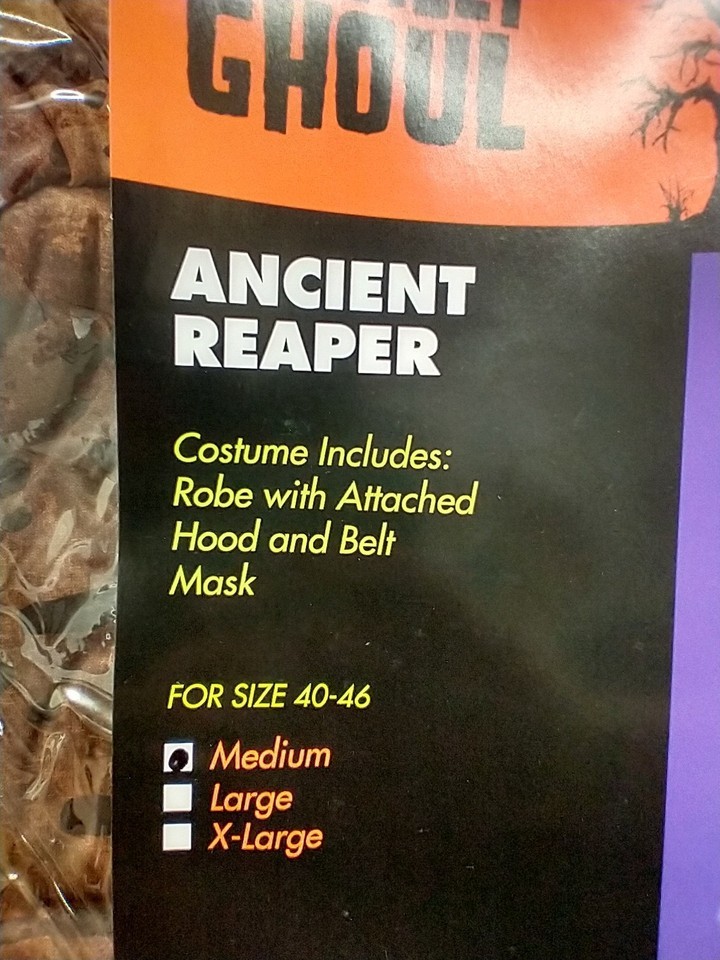 GHOUL
ANCIENT
REAPER
Costume Includes:
Robe with Attached
Hood and Belt
Mask
FOR SIZE 40-46
Medium
Large
X-Large